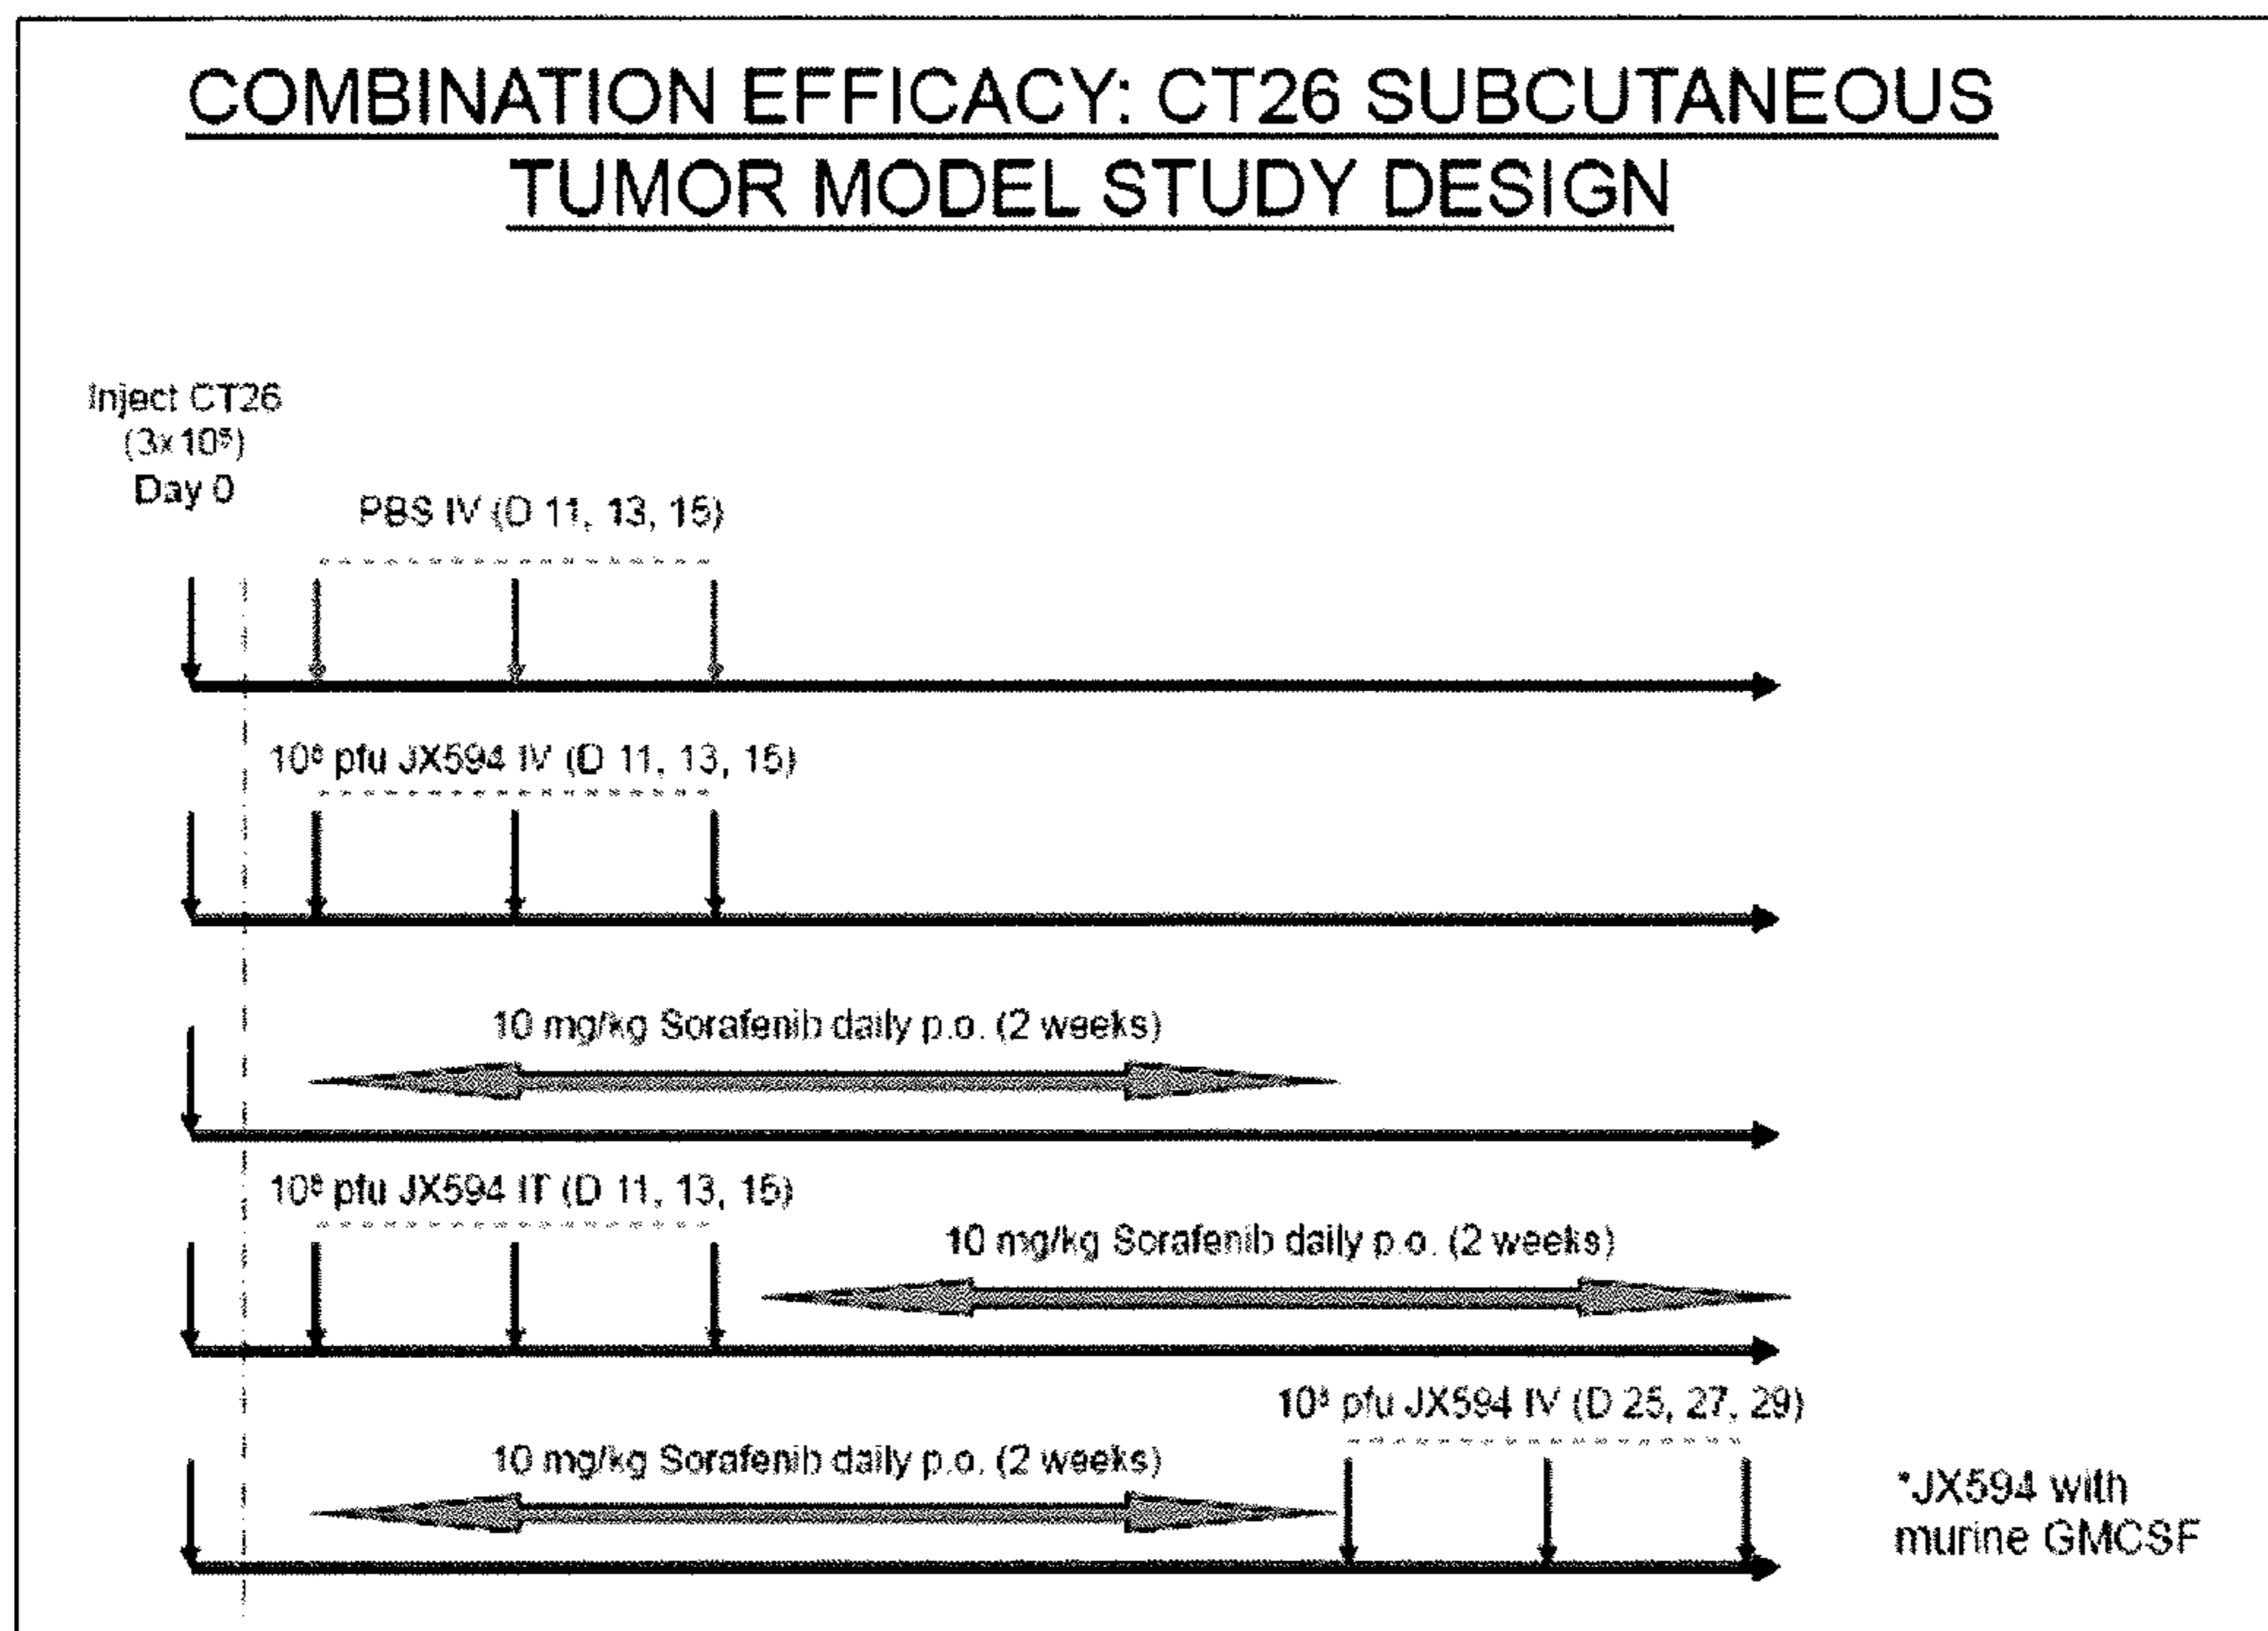 COMBINATION EFFICACY: CT26 SUBCUTANEOUS
TUMOR MODEL STUDY DESIGN
Inject CT26
(3x10⁵)
Day 0
PBS IV (D 11, 13, 15)
10⁸ pfu JX594 IV (D 11, 13, 15)
10 mg/kg Sorafenib daily p.o. (2 weeks)
10⁸ pfu JX594 IT (D 11, 13, 15)
10 mg/kg Sorafenib daily p.o. (2 weeks)
10⁸ pfu JX594 IV (D 25, 27, 29)
10 mg/kg Sorafenib daily p.o. (2 weeks)
*JX594 with
murine GMCSF